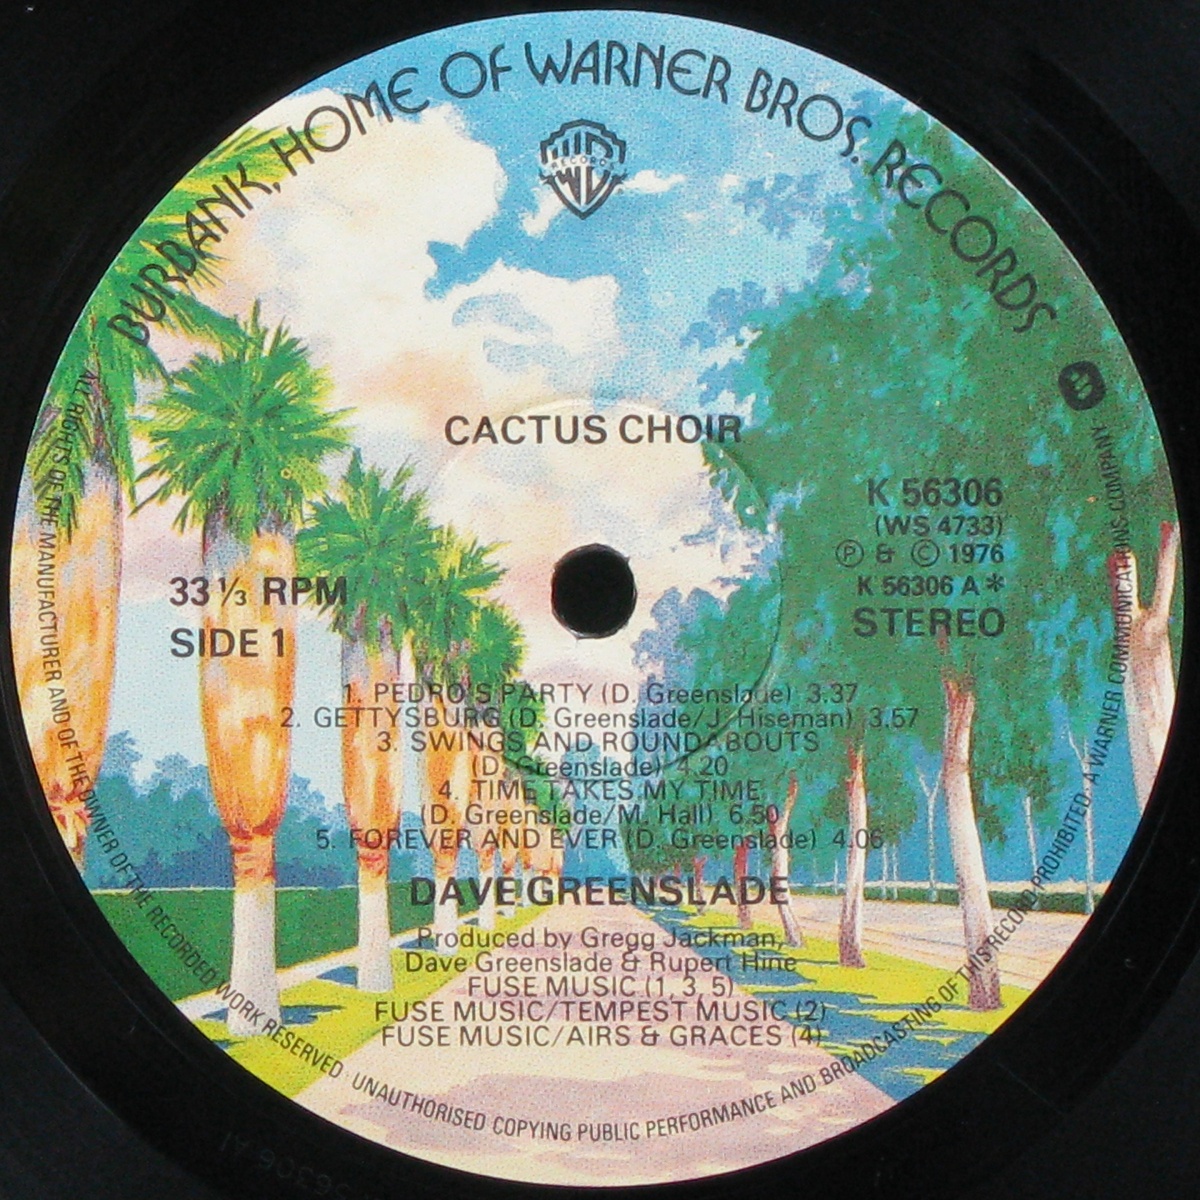 BURBANK, HOME OF WARNER BROS. RECORDS
RECORDS
CACTUS CHOIR
K 56306
(WS 4733)
Ⓟ & © 1976
K 56306 A*
STEREO
33⅓ RPM
SIDE 1
1. PEDRO'S PARTY (D. Greenslade) 3.37
2. GETTYSBURG (D. Greenslade/J. Hiseman) 3.57
3. SWINGS AND ROUNDABOUTS
(D. Greenslade) 4.20
4. TIME TAKES MY TIME
(D. Greenslade/M. Hall) 6.50
5. FOREVER AND EVER (D. Greenslade) 4.06
DAVE GREENSLADE
Produced by Gregg Jackman,
Dave Greenslade & Rupert Hine
FUSE MUSIC (1, 3, 5)
FUSE MUSIC/TEMPEST MUSIC (2)
FUSE MUSIC/AIRS & GRACES (4)
ALL RIGHTS OF THE MANUFACTURER AND OF THE OWNER OF THE RECORDED WORK RESERVED · UNAUTHORISED COPYING PUBLIC PERFORMANCE AND BROADCASTING OF THIS RECORD PROHIBITED. A WARNER COMMUNICATIONS COMPANY